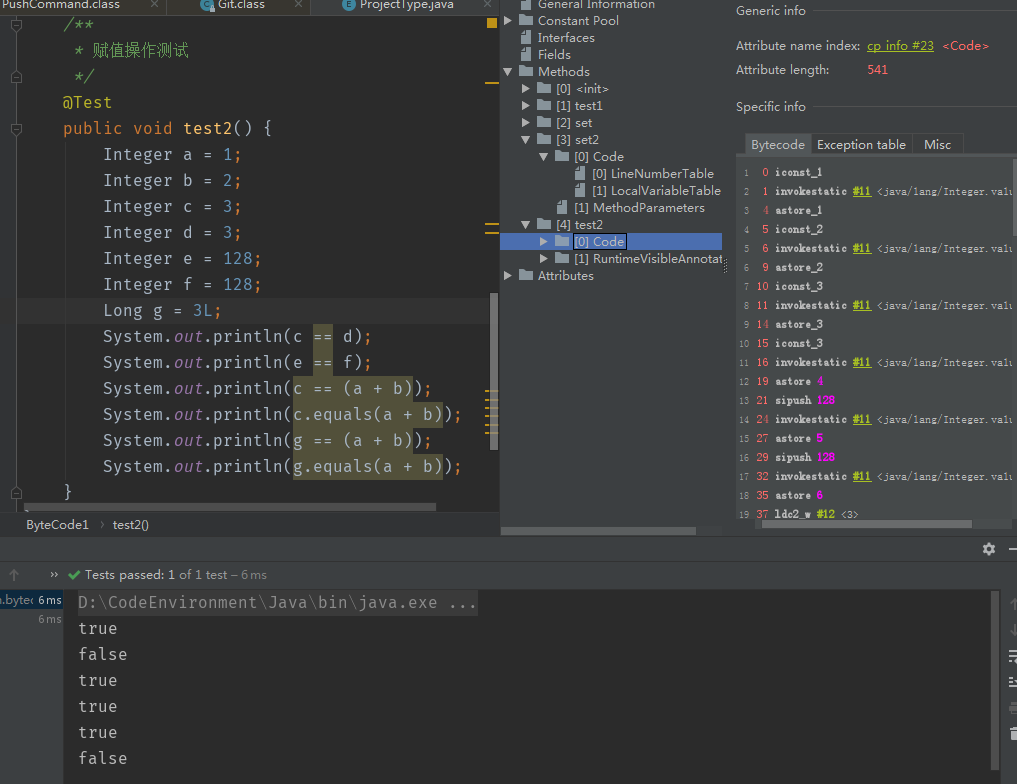 PushCommand.class
Git.class
ProjectType.java
/**
* 赋值操作测试
*/
@Test
public void test2() {
Integer a = 1;
Integer b = 2;
Integer c = 3;
Integer d = 3;
Integer e = 128;
Integer f = 128;
Long g = 3L;
System.out.println(c == d);
System.out.println(e == f);
System.out.println(c == (a + b));
System.out.println(c.equals(a + b));
System.out.println(g == (a + b));
System.out.println(g.equals(a + b));
}
ByteCode1 › test2()
General Information
Constant Pool
Interfaces
Fields
Methods
[0] <init>
[1] test1
[2] set
[3] set2
[0] Code
[0] LineNumberTable
[1] LocalVariableTable
[1] MethodParameters
[4] test2
[0] Code
[1] RuntimeVisibleAnnotat
Attributes
Generic info
Attribute name index: cp info #23 <Code>
Attribute length: 541
Specific info
Bytecode
Exception table
Misc
1 0 iconst_1
2 1 invokestatic #11 <java/lang/Integer.valu
3 4 astore_1
4 5 iconst_2
5 6 invokestatic #11 <java/lang/Integer.valu
6 9 astore_2
7 10 iconst_3
8 11 invokestatic #11 <java/lang/Integer.valu
9 14 astore_3
10 15 iconst_3
11 16 invokestatic #11 <java/lang/Integer.valu
12 19 astore 4
13 21 sipush 128
14 24 invokestatic #11 <java/lang/Integer.valu
15 27 astore 5
16 29 sipush 128
17 32 invokestatic #11 <java/lang/Integer.valu
18 35 astore 6
19 37 ldc2_w #12 <3>
» Tests passed: 1 of 1 test – 6 ms
.bytec 6 ms
6 ms
D:\CodeEnvironment\Java\bin\java.exe ...
true
false
true
true
true
false